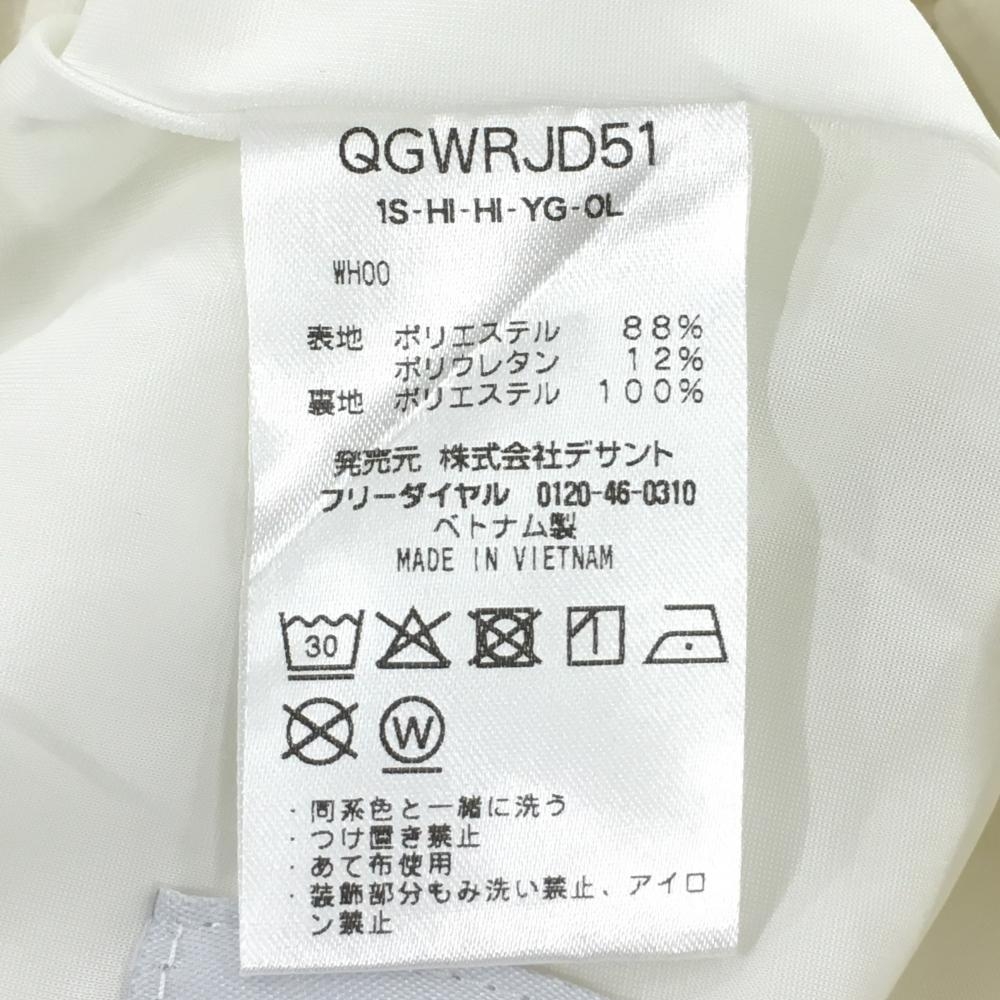 QGWRJD51
1S-HI-HI-YG-OL
WH00
表地 ポリエステル 88%
ポリウレタン 12%
裏地 ポリエステル 100%
発売元 株式会社デサント
フリーダイヤル 0120-46-0310
ベトナム製
MADE IN VIETNAM
30
W
・同系色と一緒に洗う
・つけ置き禁止
・あて布使用
・装飾部分もみ洗い禁止、アイロ
ン禁止